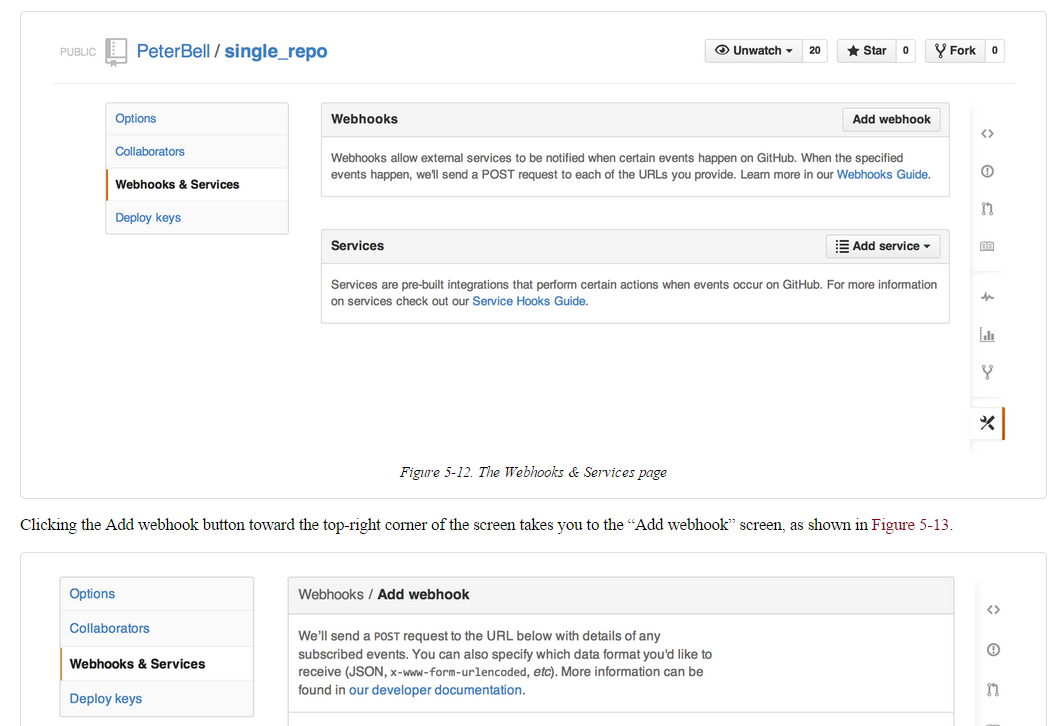 PUBLIC PeterBell / single_repo Unwatch 20 Star 0 Fork 0
Options
Collaborators
Webhooks & Services
Deploy keys
Webhooks Add webhook
Webhooks allow external services to be notified when certain events happen on GitHub. When the specified
events happen, we'll send a POST request to each of the URLs you provide. Learn more in our Webhooks Guide.
Services Add service
Services are pre-built integrations that perform certain actions when events occur on GitHub. For more information
on services check out our Service Hooks Guide.
Figure 5-12. The Webhooks & Services page
Clicking the Add webhook button toward the top-right corner of the screen takes you to the “Add webhook” screen, as shown in Figure 5-13.
Options
Collaborators
Webhooks & Services
Deploy keys
Webhooks / Add webhook
We'll send a POST request to the URL below with details of any
subscribed events. You can also specify which data format you'd like to
receive (JSON, x-www-form-urlencoded, etc). More information can be
found in our developer documentation.